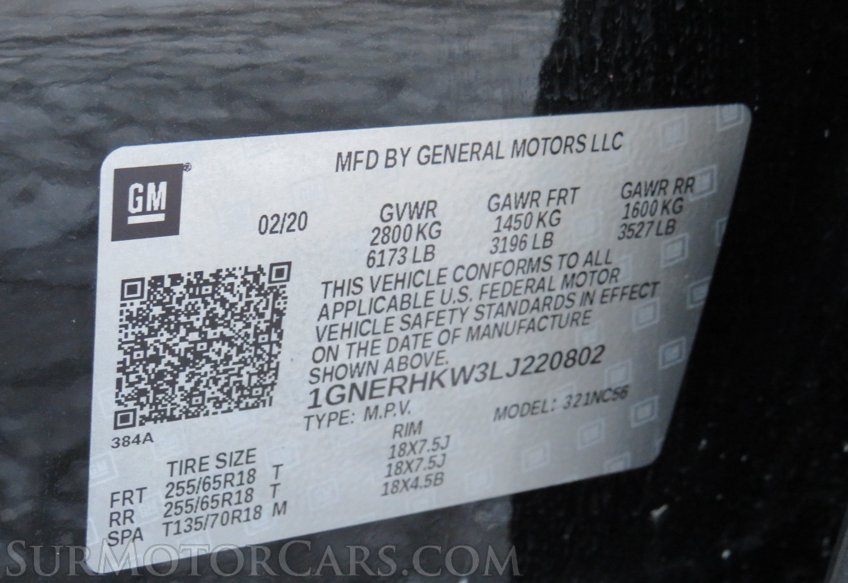 MFD BY GENERAL MOTORS LLC
GM®
02/20
GVWR
2800 KG
6173 LB
GAWR FRT
1450 KG
3196 LB
GAWR RR
1600 KG
3527 LB
THIS VEHICLE CONFORMS TO ALL
APPLICABLE U.S. FEDERAL MOTOR
VEHICLE SAFETY STANDARDS IN EFFECT
ON THE DATE OF MANUFACTURE
SHOWN ABOVE.
1GNERHKW3LJ220802
TYPE: M.P.V. MODEL: 321NC56
384A
TIRE SIZE RIM
FRT 255/65R18 T 18X7.5J
RR 255/65R18 T 18X7.5J
SPA T135/70R18 M 18X4.5B
SurMotorCars.com